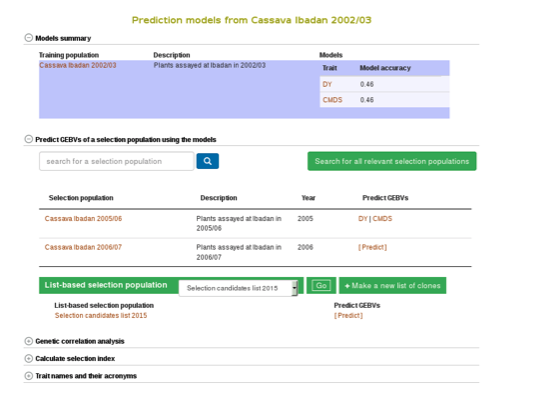 Prediction models from Cassava Ibadan 2002/03
Models summary
Training population Description Models
Cassava Ibadan 2002/03 Plants assayed at Ibadan in 2002/03 Trait Model accuracy
DY 0.46
CMDS 0.46
Predict GEBVs of a selection population using the models
search for a selection population Search for all relevant selection populations
Selection population Description Year Predict GEBVs
Cassava Ibadan 2005/06 Plants assayed at Ibadan in 2005/06 2005 DY | CMDS
Cassava Ibadan 2006/07 Plants assayed at Ibadan in 2006/07 2006 [ Predict ]
List-based selection population Selection candidates list 2015 Go + Make a new list of clones
List-based selection population Predict GEBVs
Selection candidates list 2015 [ Predict ]
Genetic correlation analysis
Calculate selection index
Trait names and their acronyms